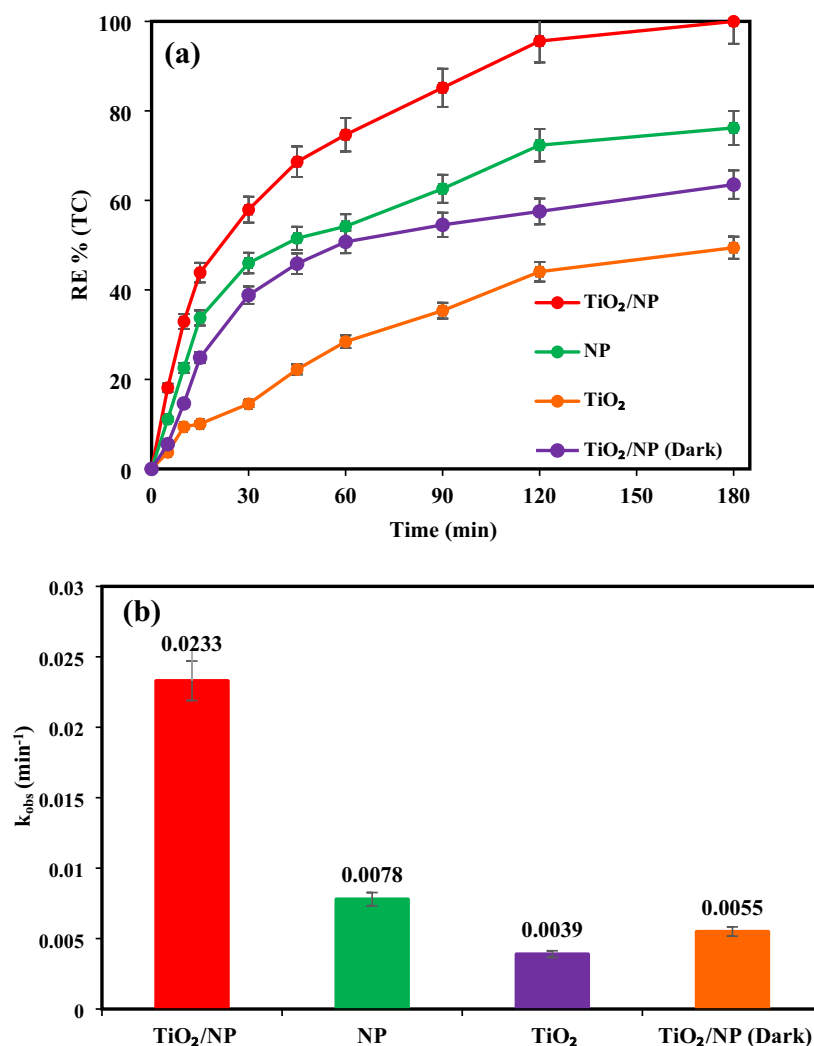 (a)
100
80
60
40
20
0
RE % (TC)
TiO₂/NP
NP
TiO₂
TiO₂/NP (Dark)
0 30 60 90 120 150 180
Time (min)
(b)
0.03
0.025
0.02
0.015
0.01
0.005
0
kobs (min⁻¹)
0.0233
0.0078
0.0039
0.0055
TiO₂/NP NP TiO₂ TiO₂/NP (Dark)